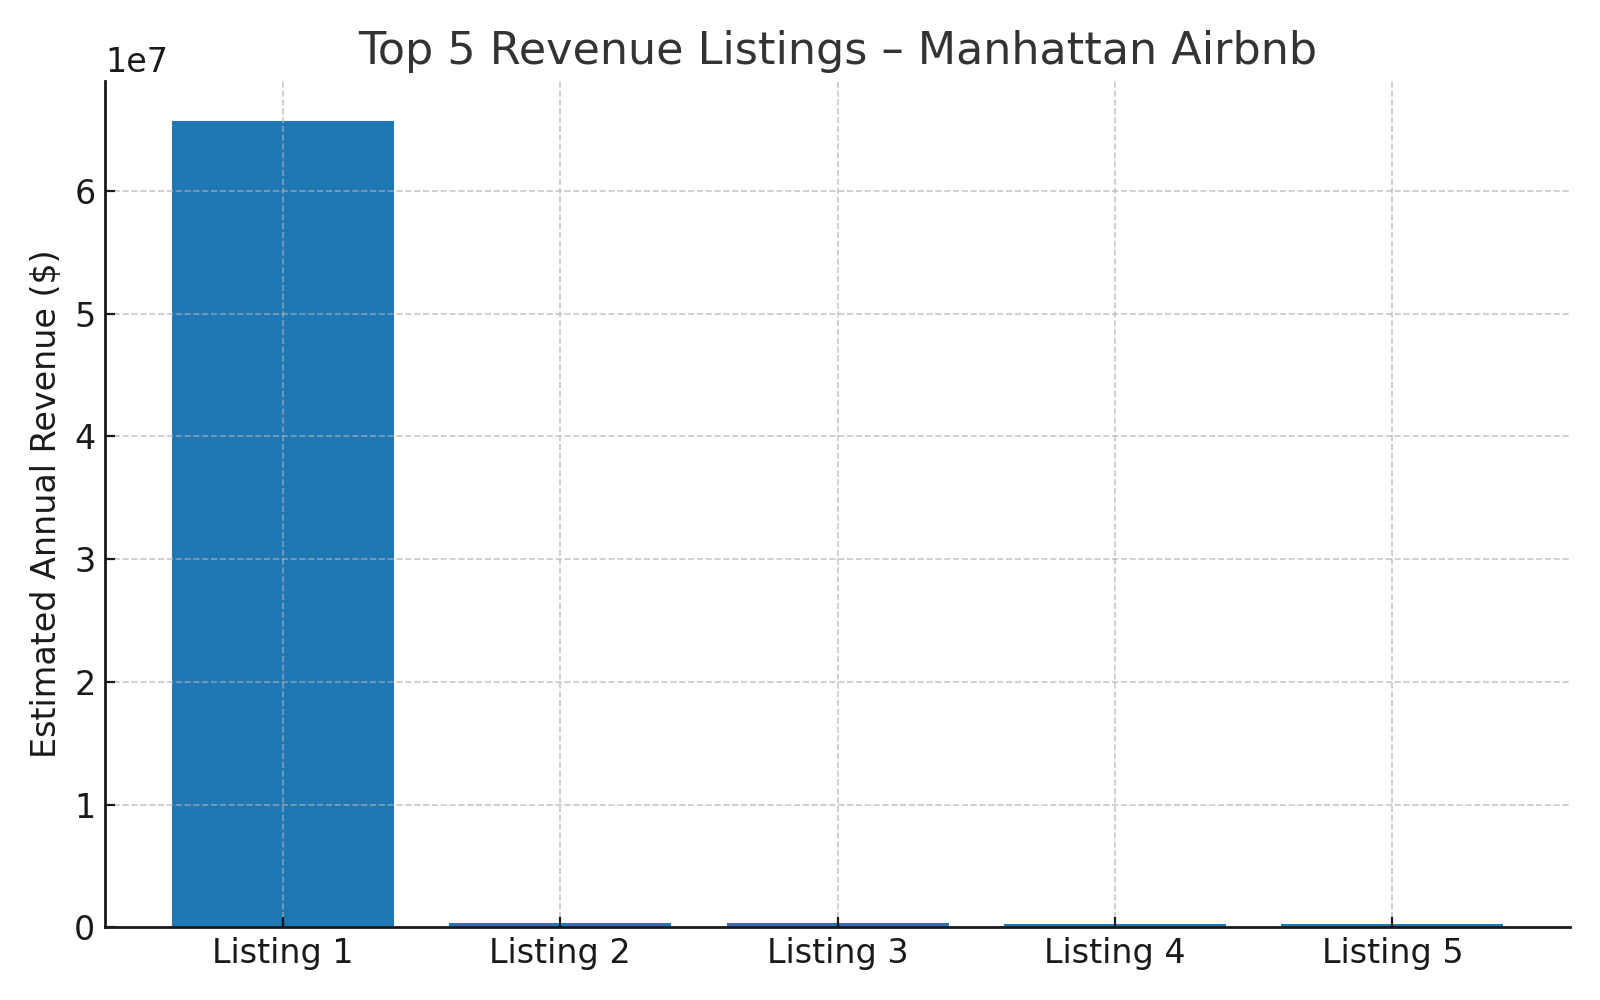 Top 5 Revenue Listings – Manhattan Airbnb
1e7
Estimated Annual Revenue ($)
6
5
4
3
2
1
0
Listing 1
Listing 2
Listing 3
Listing 4
Listing 5